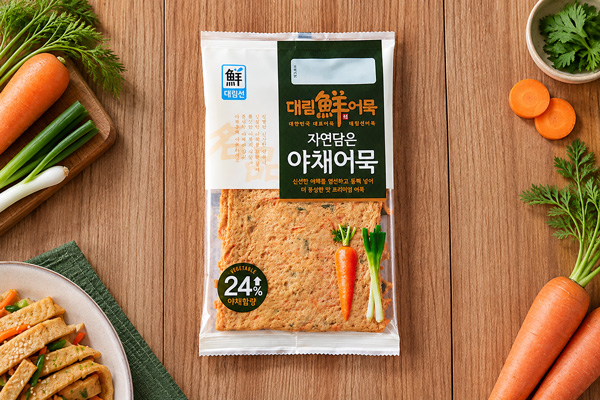 鮮
대림선
대림鮮어묵
대한민국 대표어묵 대림선어묵
자연담은
야채어묵
신선한 야채를 엄선하고 듬뿍 넣어
더 풍성한 맛 프리미엄 어묵
VEGETABLE
24%
야채함량